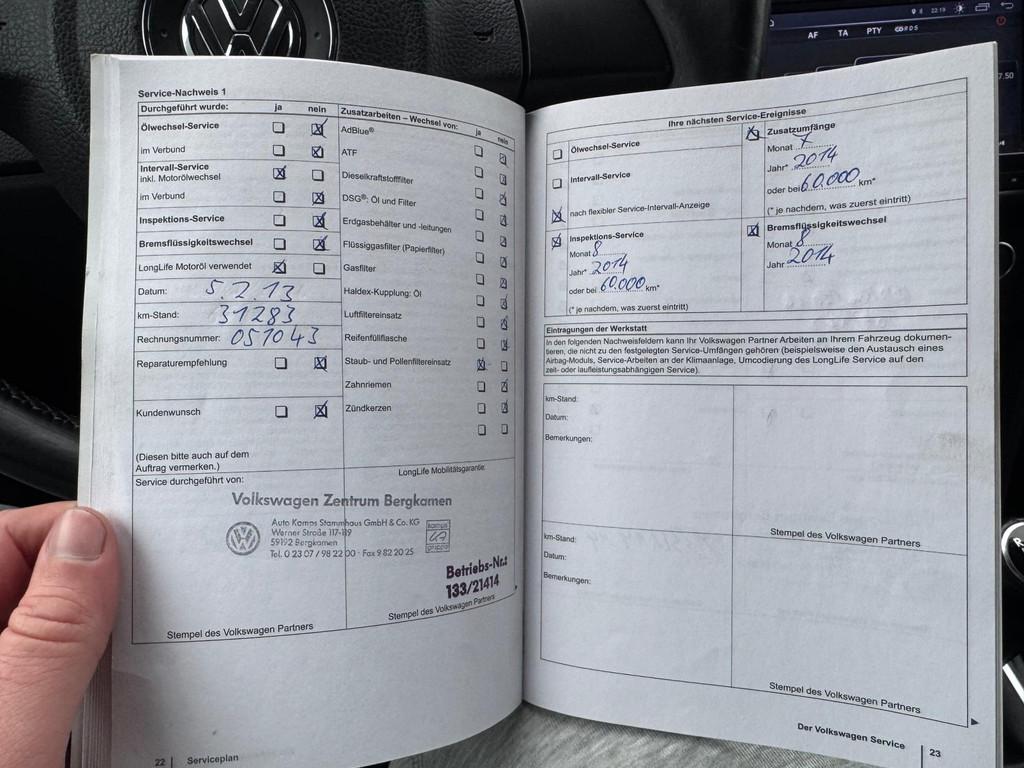 22:19
AF TA PTY
7.50
Service-Nachweis 1
Durchgeführt wurde: ja nein
Ölwechsel-Service
im Verbund
Intervall-Service
inkl. Motorölwechsel
im Verbund
Inspektions-Service
Bremsflüssigkeitswechsel
LongLife Motoröl verwendet
Datum: 5.2.13
km-Stand: 31283
Rechnungsnummer: 051043
Reparaturempfehlung
Kundenwunsch
(Diesen bitte auch auf dem
Auftrag vermerken.)
Zusatzarbeiten – Wechsel von: ja nein
AdBlue®
ATF
Dieselkraftstofffilter
DSG®: Öl und Filter
Erdgasbehälter und -leitungen
Flüssiggasfilter (Papierfilter)
Gasfilter
Haldex-Kupplung: Öl
Luftfiltereinsatz
Reifenfüllflasche
Staub- und Pollenfiltereinsatz
Zahnriemen
Zündkerzen
Service durchgeführt von:
LongLife Mobilitätsgarantie:
Volkswagen Zentrum Bergkamen
Auto Kamps Stammhaus GmbH & Co. KG
Werner Straße 117-119
59192 Bergkamen
Tel. 0 23 07 / 98 22 00 · Fax 9 82 20 25
kamps
gruppe
Betriebs-Nr.:
133/21414
Stempel des Volkswagen Partners
Stempel des Volkswagen Partners
22 Serviceplan
Ihre nächsten Service-Ereignisse
Ölwechsel-Service
Intervall-Service
nach flexibler Service-Intervall-Anzeige
Inspektions-Service
Monat 8
Jahr* 2014
oder bei 60.000 km*
(* je nachdem, was zuerst eintritt)
Zusatzumfänge
Monat 7
Jahr* 2014
oder bei 60.000 km*
(* je nachdem, was zuerst eintritt)
Bremsflüssigkeitswechsel
Monat 8
Jahr 2014
Eintragungen der Werkstatt
In den folgenden Nachweisfeldern kann Ihr Volkswagen Partner Arbeiten an Ihrem Fahrzeug dokumen-
tieren, die nicht zu den festgelegten Service-Umfängen gehören (beispielsweise den Austausch eines
Airbag-Moduls, Service-Arbeiten an der Klimaanlage, Umcodierung des LongLife Service auf den
zeit- oder laufleistungsabhängigen Service).
km-Stand:
Datum:
Bemerkungen:
Stempel des Volkswagen Partners
km-Stand:
Datum:
Bemerkungen:
Stempel des Volkswagen Partners
Der Volkswagen Service 23